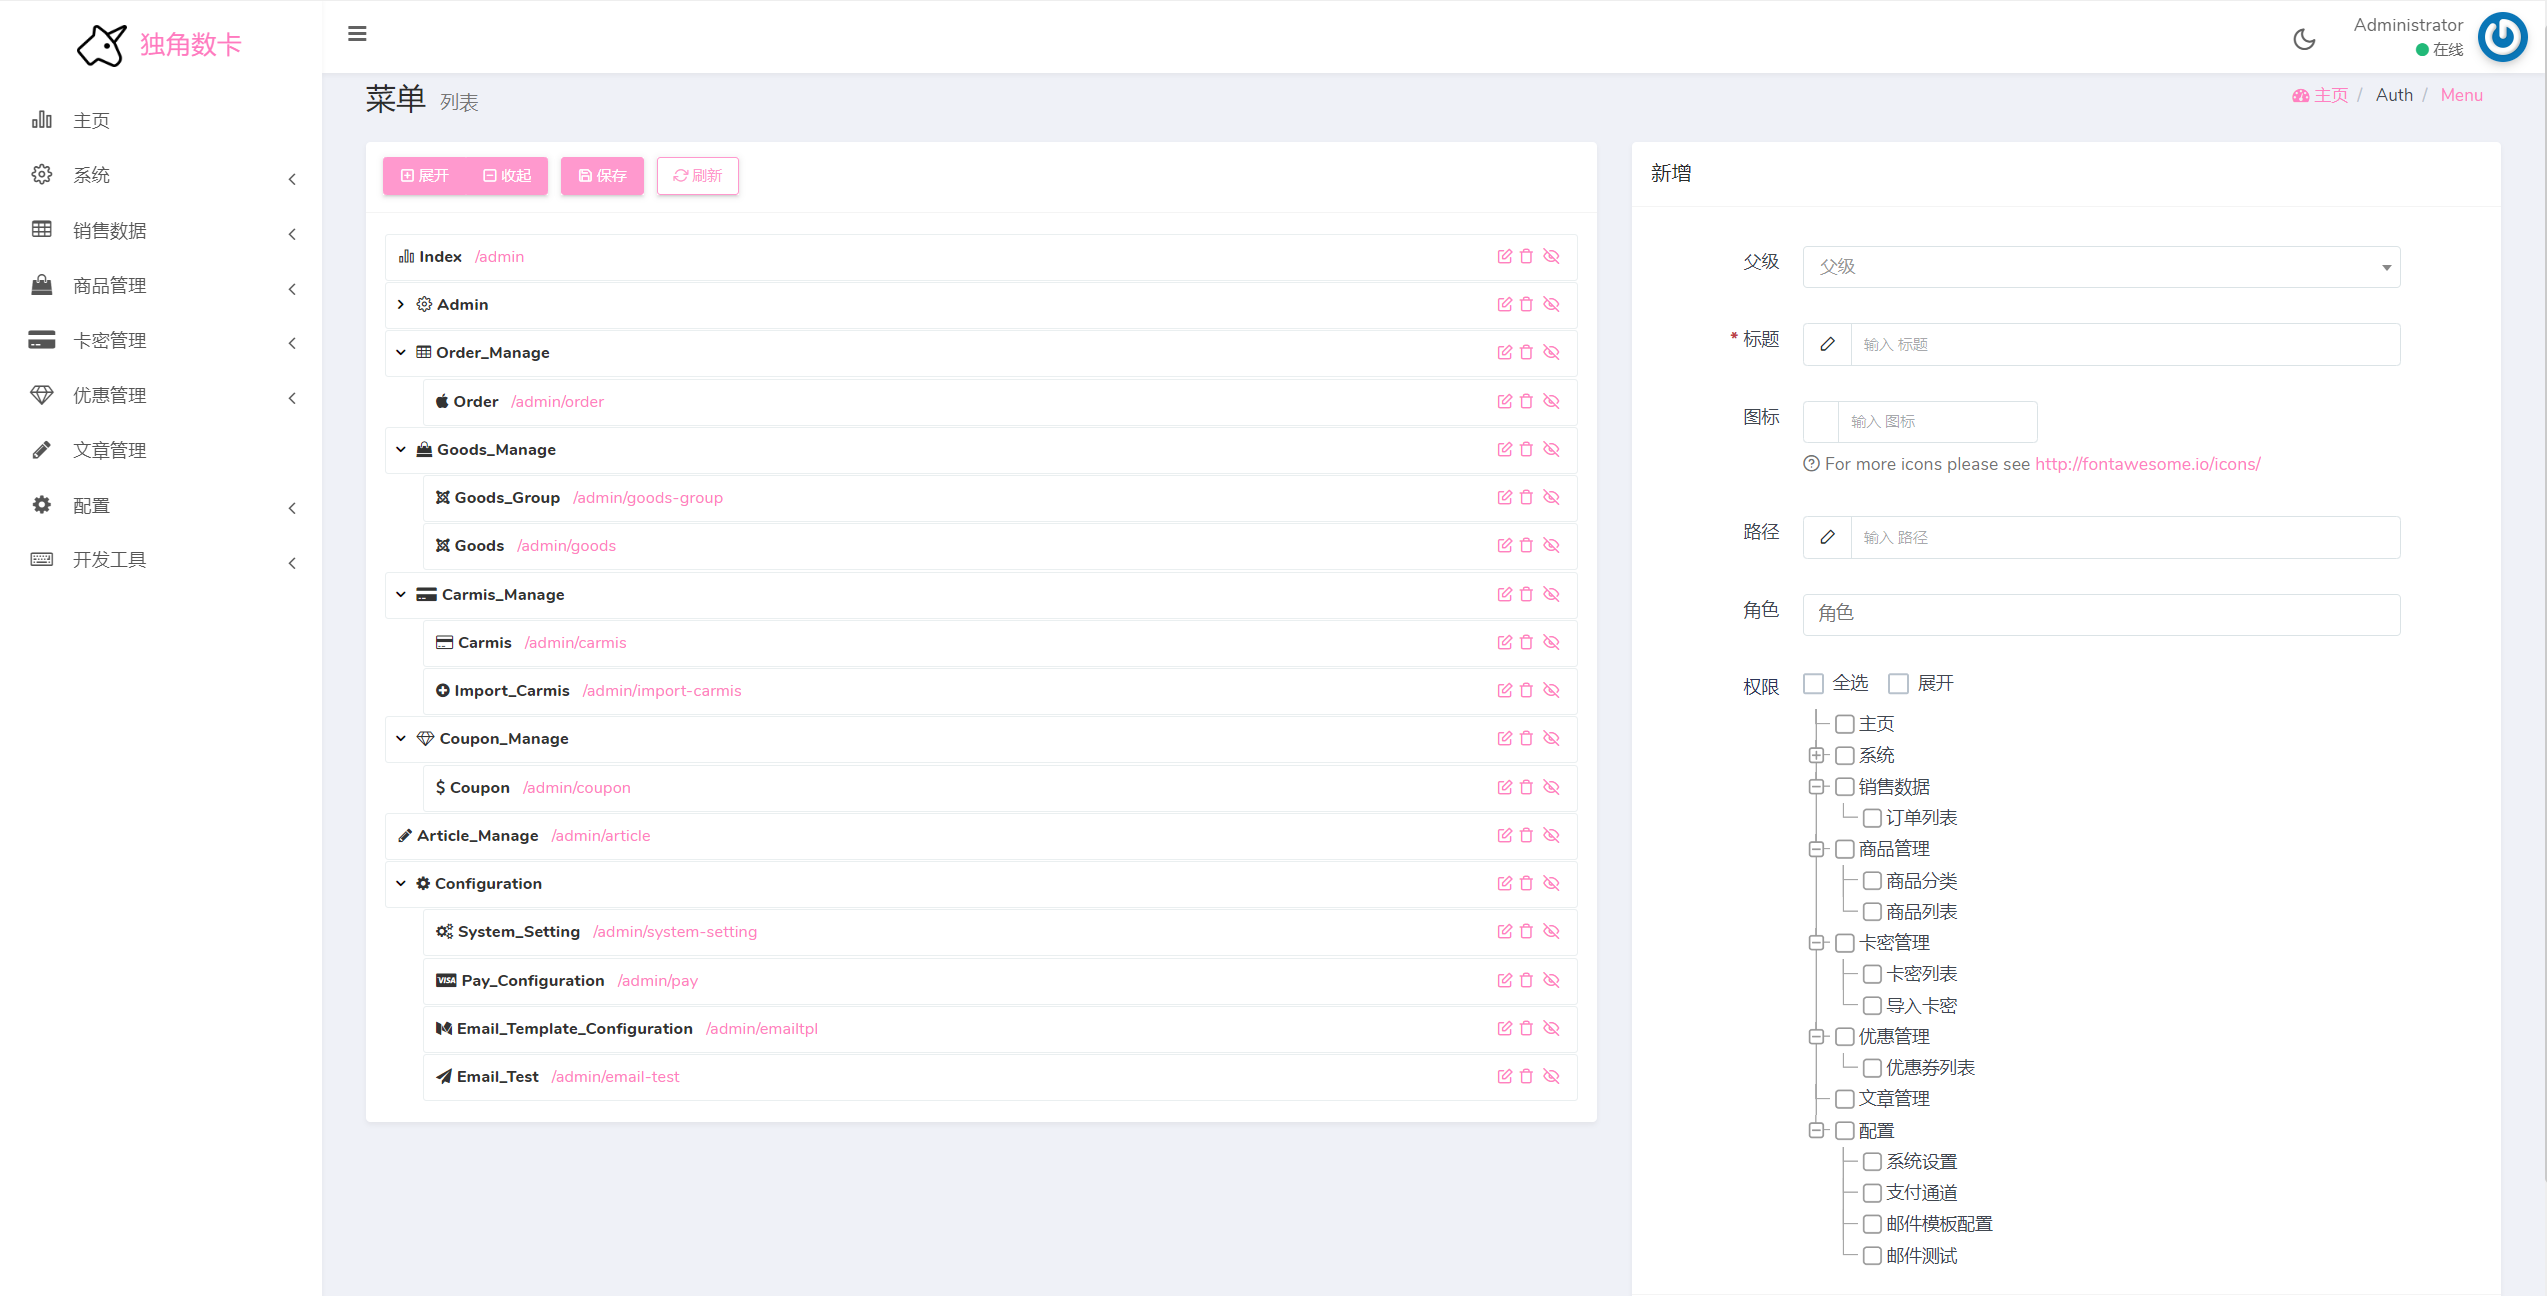 独角数卡
Administrator
在线
主页
系统
销售数据
商品管理
卡密管理
优惠管理
文章管理
配置
开发工具
菜单 列表
主页 / Auth / Menu
展开 收起 保存 刷新
Index /admin
Admin
Order_Manage
Order /admin/order
Goods_Manage
Goods_Group /admin/goods-group
Goods /admin/goods
Carmis_Manage
Carmis /admin/carmis
Import_Carmis /admin/import-carmis
Coupon_Manage
Coupon /admin/coupon
Article_Manage /admin/article
Configuration
System_Setting /admin/system-setting
VISA Pay_Configuration /admin/pay
Email_Template_Configuration /admin/emailtpl
Email_Test /admin/email-test
新增
父级 父级
* 标题 输入 标题
图标 输入 图标
For more icons please see http://fontawesome.io/icons/
路径 输入 路径
角色 角色
权限 全选 展开
主页
系统
销售数据
订单列表
商品管理
商品分类
商品列表
卡密管理
卡密列表
导入卡密
优惠管理
优惠券列表
文章管理
配置
系统设置
支付通道
邮件模板配置
邮件测试